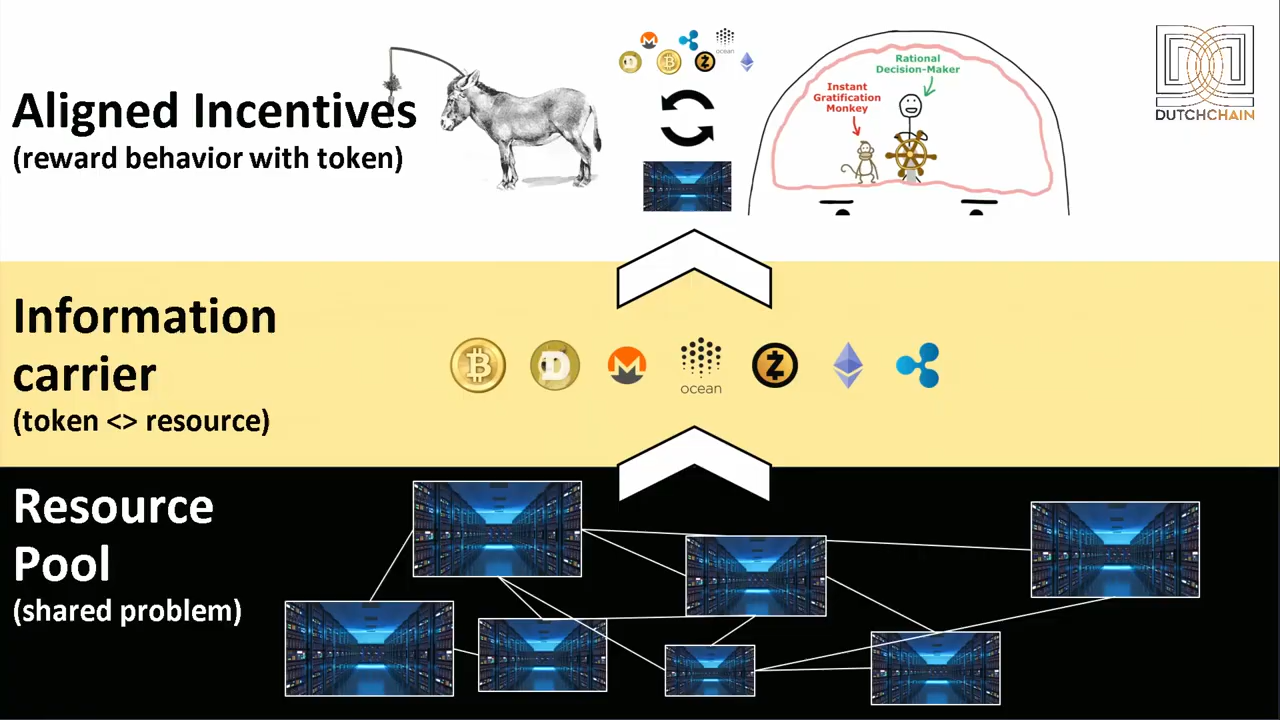 Aligned Incentives
(reward behavior with token)
ocean
Instant
Gratification
Monkey
Rational
Decision-Maker
DUTCHCHAIN
Information
carrier
(token <> resource)
ocean
Resource
Pool
(shared problem)